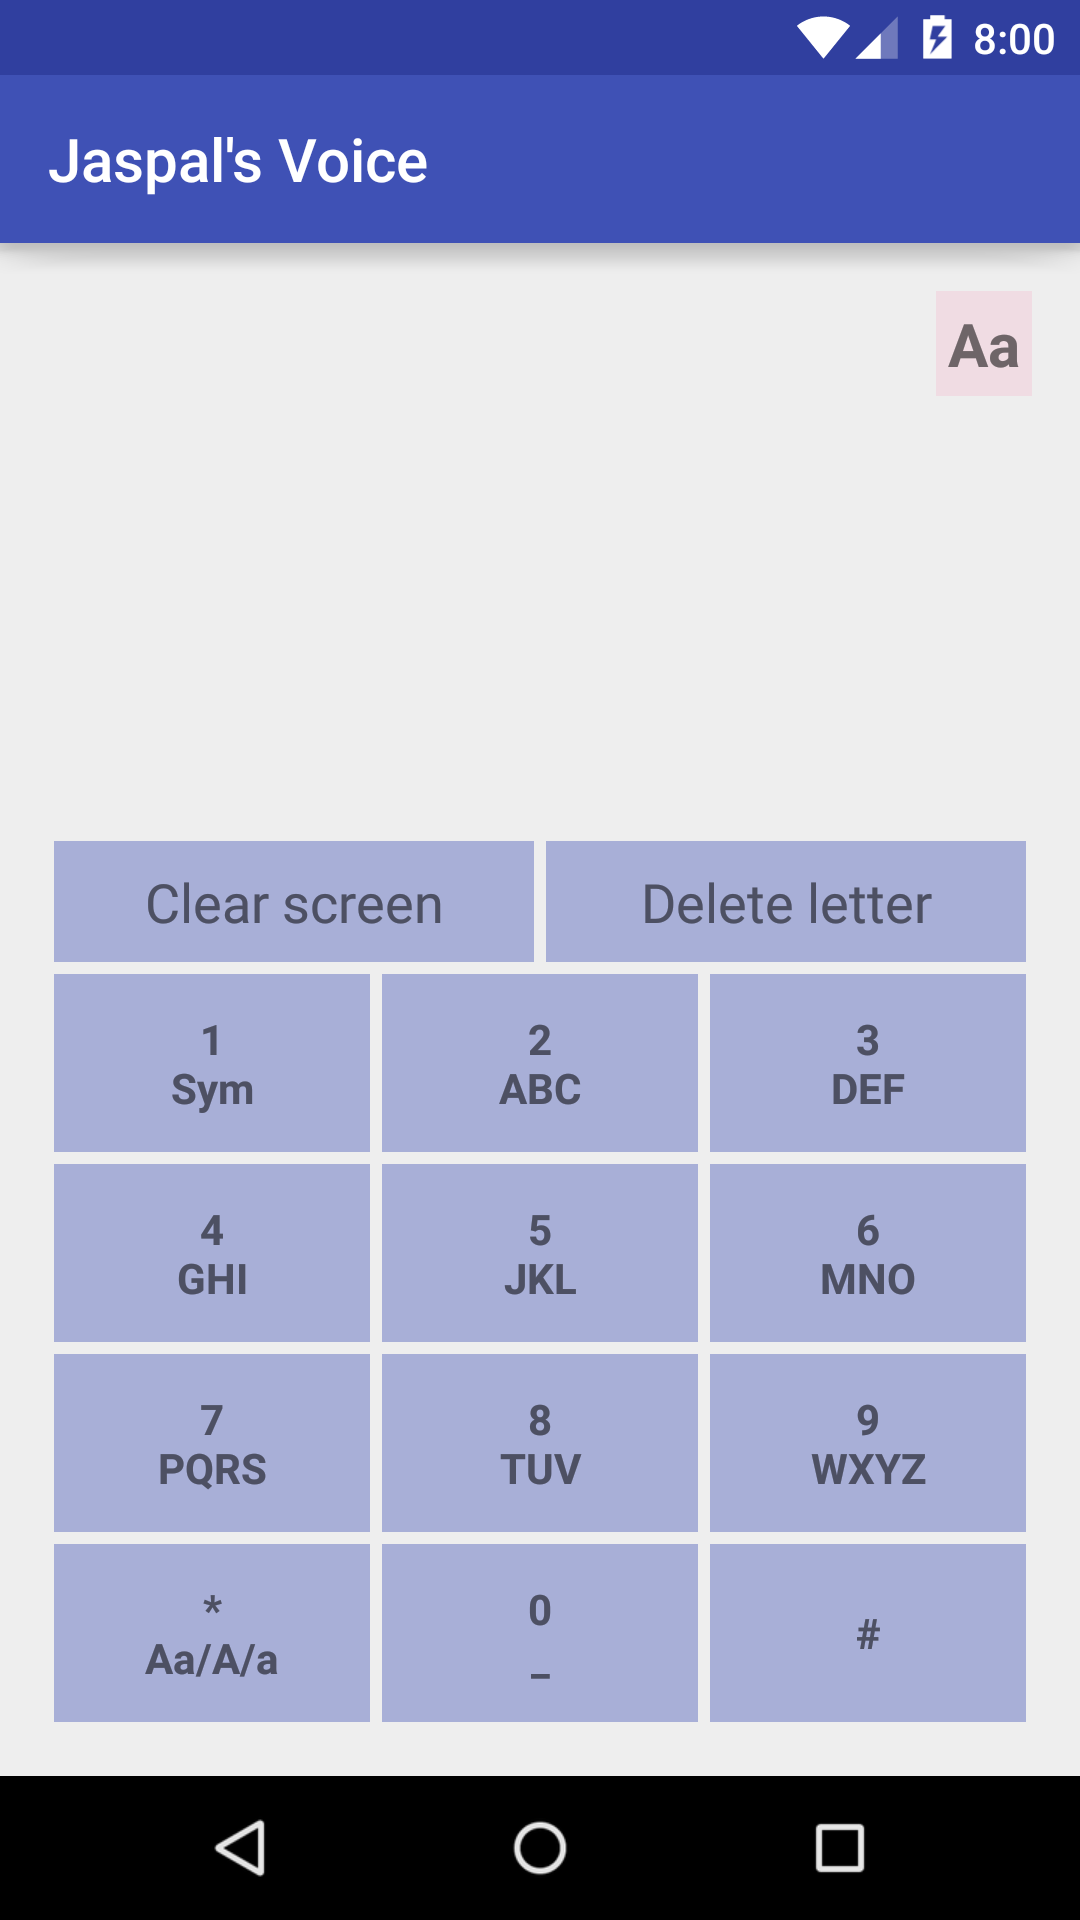 8:00
Jaspal's Voice
Aa
Clear screen Delete letter
1 2 3
Sym ABC DEF
4 5 6
GHI JKL MNO
7 8 9
PQRS TUV WXYZ
* 0 #
Aa/A/a _